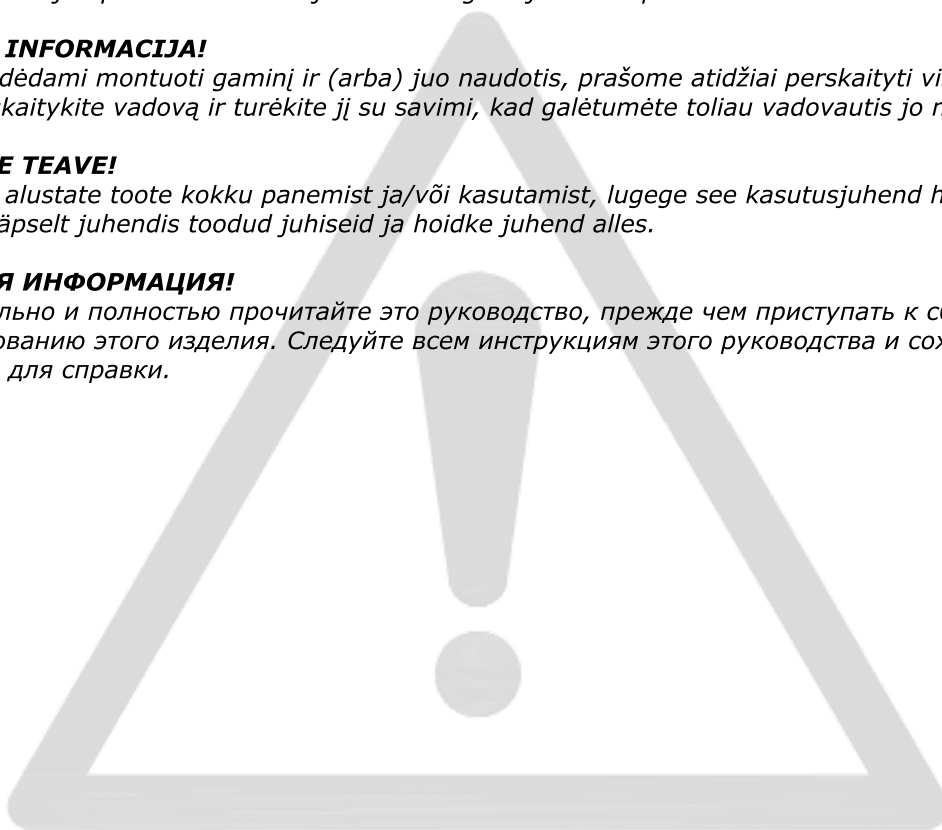 INFORMACIJA!
dėdami montuoti gaminį ir (arba) juo naudotis, prašome atidžiai perskaityti
kaitykite vadovą ir turėkite jį su savimi, kad galėtumėte toliau vadovautis jo
E TEAVE!
alustate toote kokku panemist ja/või kasutamist, lugege see kasutusjuhend
äpselt juhendis toodud juhiseid ja hoidke juhend alles.
Я ИНФОРМАЦИЯ!
льно и полностью прочитайте это руководство, прежде чем приступать к
ованию этого изделия. Следуйте всем инструкциям этого руководства и сох
для справки.